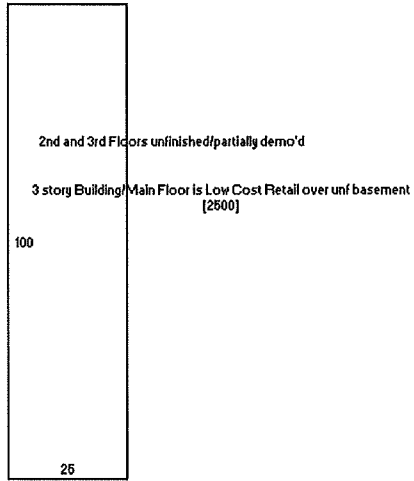 2nd and 3rd Floors unfinished/partially demo'd
3 story Building/Main Floor is Low Cost Retail over unf basement
[2500]
100
25